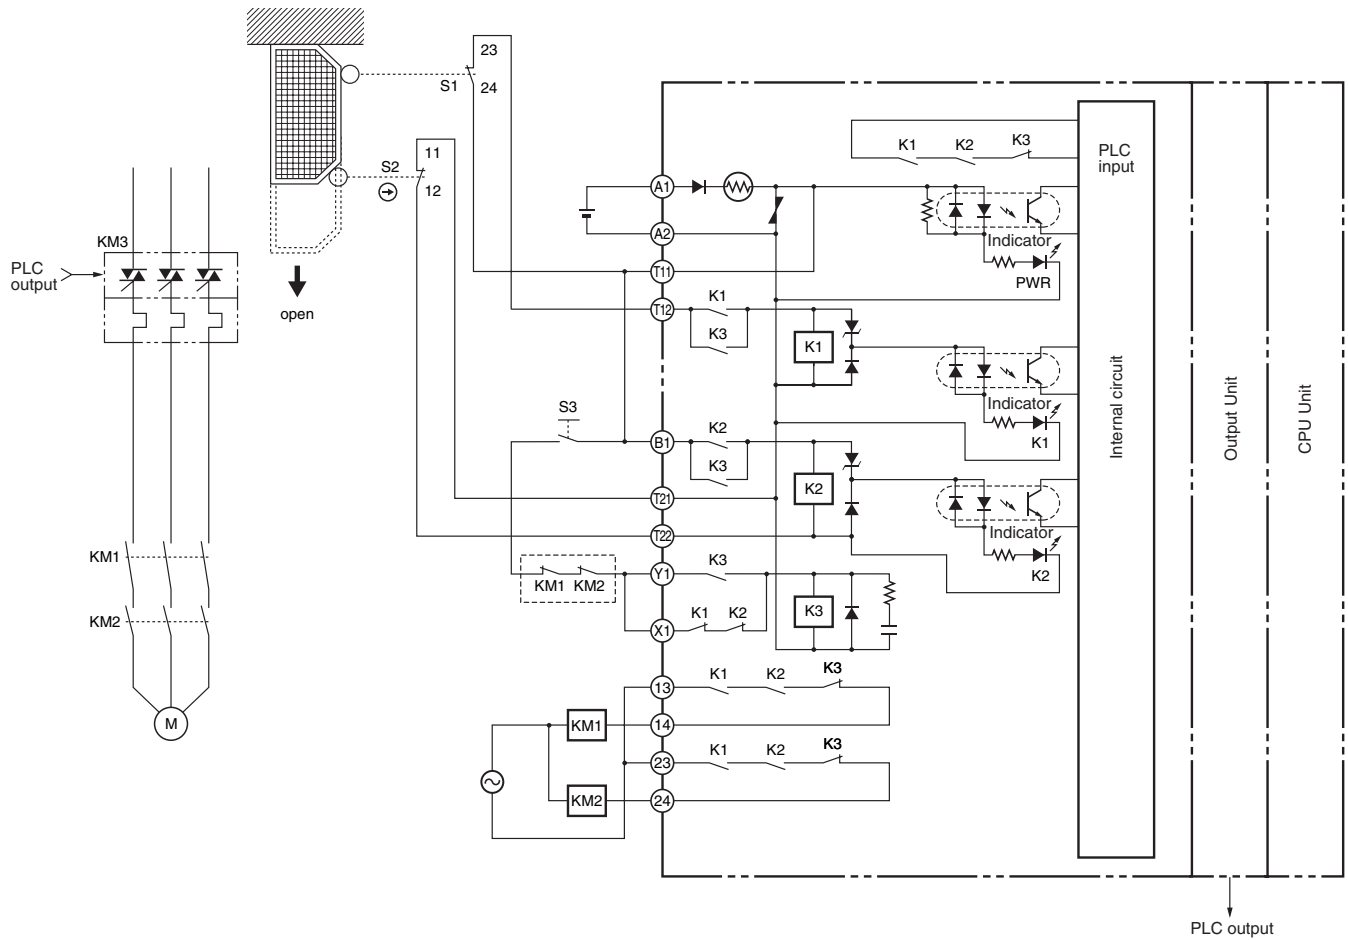 23
S1
24
11
S2
12
open
KM3
PLC
output
KM1
KM2
M
S3
KM1 KM2
KM1
KM2
A1
A2
T11
T12
B1
T21
T22
Y1
X1
13
14
23
24
K1 K2 K3
PLC
input
Indicator
PWR
K1
K3
K1
Indicator
K1
K2
K3
K2
Indicator
K2
K3
K1 K2
K3
K1 K2 K3
K1 K2 K3
Internal circuit
Output Unit
CPU Unit
PLC output